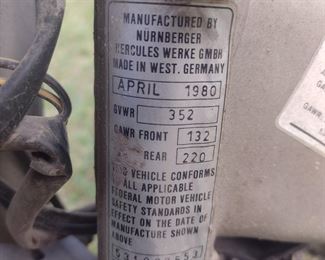 MANUFACTURED BY
NÜRNBERGER
HERCULES WERKE GMBH
MADE IN WEST. GERMANY
APRIL 1980
GVWR 352
GAWR FRONT 132
REAR 220
VEHICLE CONFORMS
ALL APPLICABLE
FEDERAL MOTOR VEHICLE
SAFETY STANDARDS IN
EFFECT ON THE DATE OF
MANUFACTURE SHOWN
ABOVE